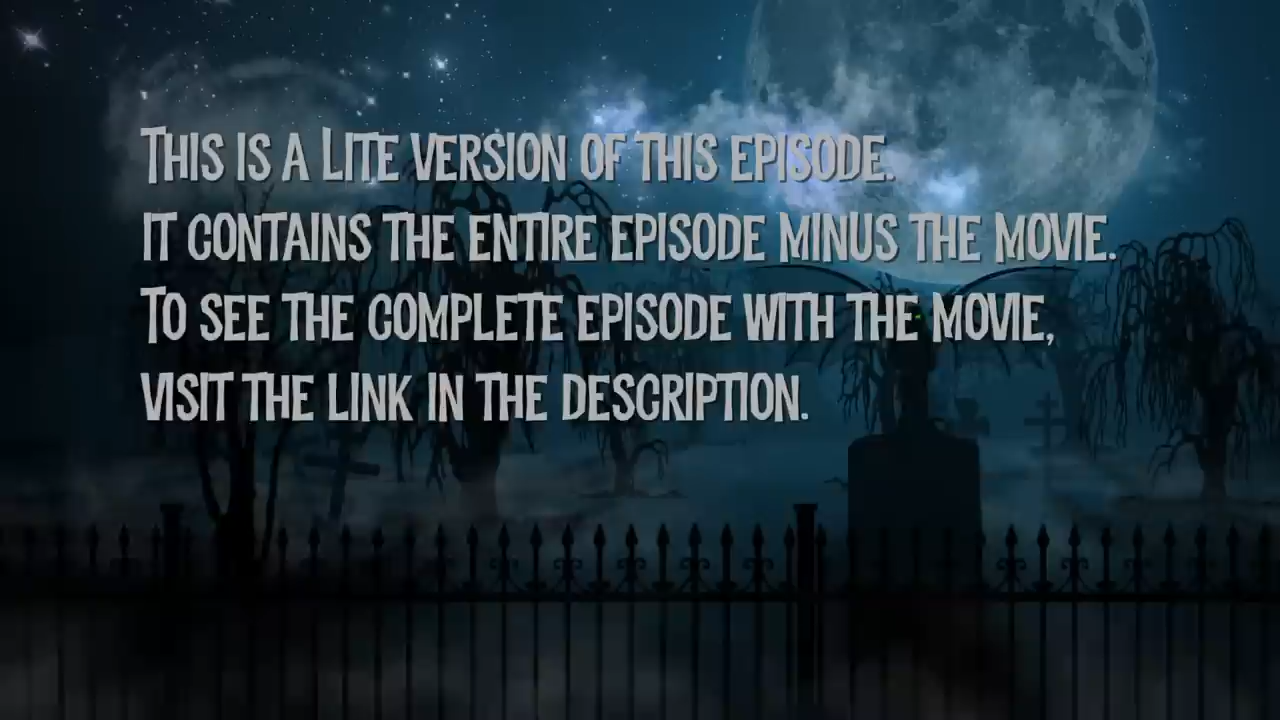 THIS IS A LITE VERSION OF THIS EPISODE.
IT CONTAINS THE ENTIRE EPISODE MINUS THE MOVIE.
TO SEE THE COMPLETE EPISODE WITH THE MOVIE,
VISIT THE LINK IN THE DESCRIPTION.